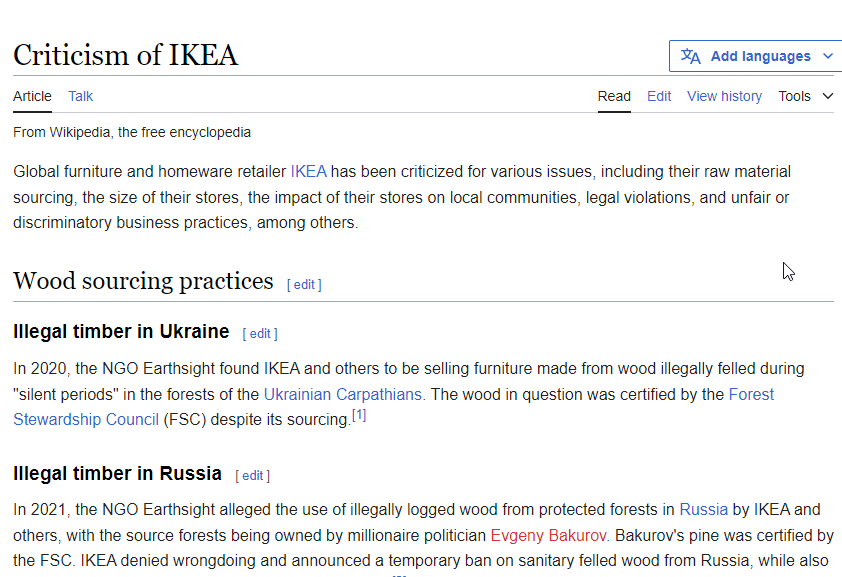 Criticism of IKEA
Add languages
Article Talk Read Edit View history Tools
From Wikipedia, the free encyclopedia
Global furniture and homeware retailer IKEA has been criticized for various issues, including their raw material
sourcing, the size of their stores, the impact of their stores on local communities, legal violations, and unfair or
discriminatory business practices, among others.
Wood sourcing practices [ edit ]
Illegal timber in Ukraine [ edit ]
In 2020, the NGO Earthsight found IKEA and others to be selling furniture made from wood illegally felled during
"silent periods" in the forests of the Ukrainian Carpathians. The wood in question was certified by the Forest
Stewardship Council (FSC) despite its sourcing.[1]
Illegal timber in Russia [ edit ]
In 2021, the NGO Earthsight alleged the use of illegally logged wood from protected forests in Russia by IKEA and
others, with the source forests being owned by millionaire politician Evgeny Bakurov. Bakurov's pine was certified by
the FSC. IKEA denied wrongdoing and announced a temporary ban on sanitary felled wood from Russia, while also